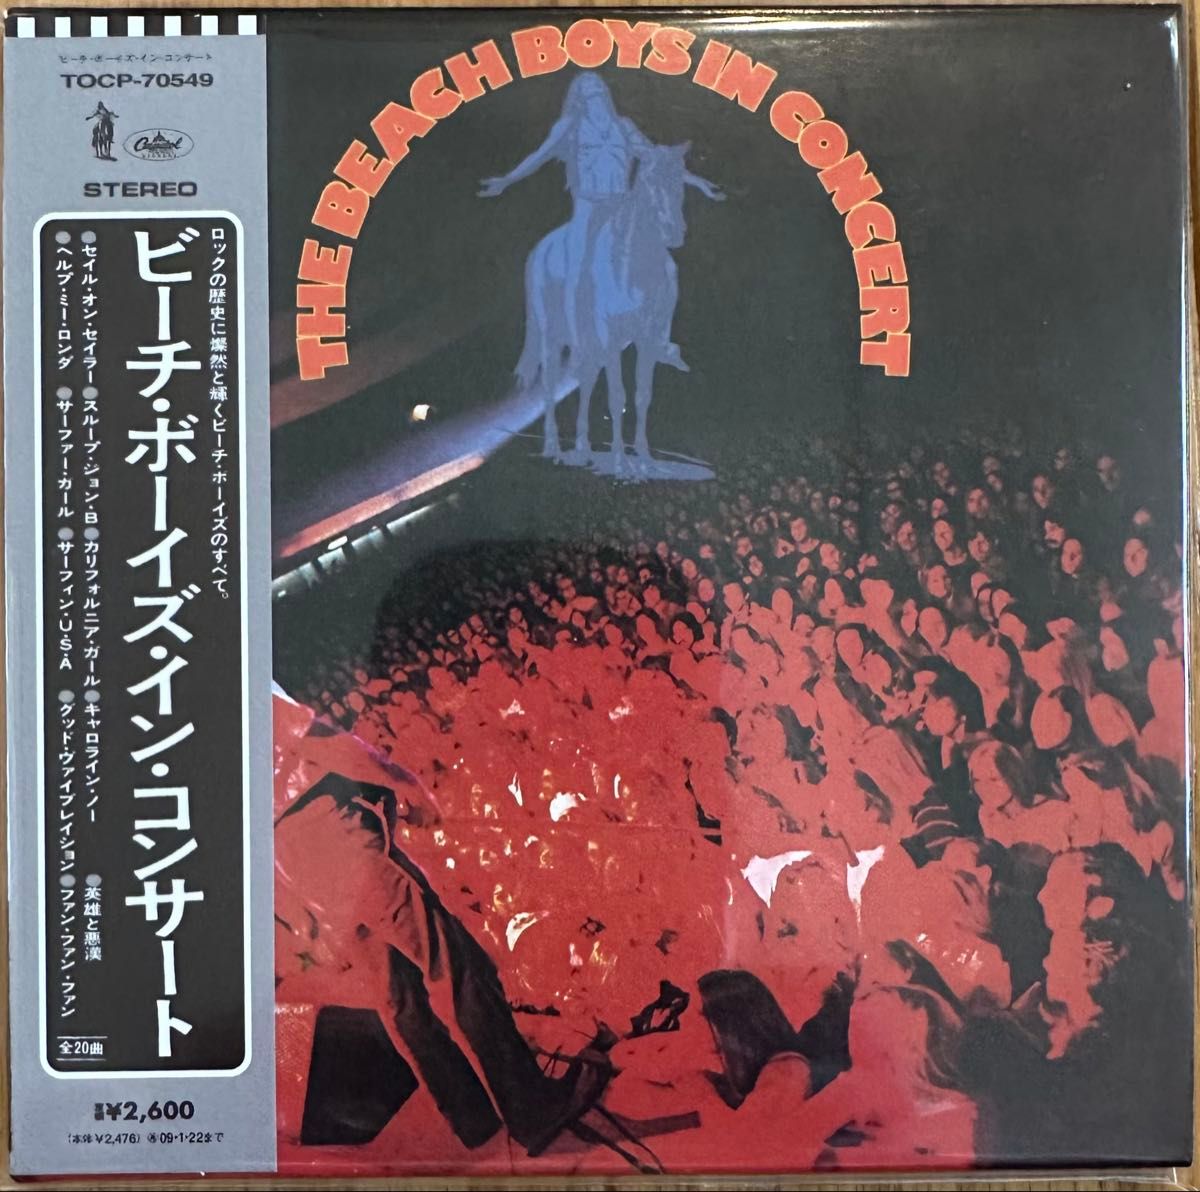 ビーチ・ボーイズ・イン・コンサート
TOCP-70549
Capitol
STEREO
ロックの歴史に燦然と輝くビーチ・ボーイズのすべて。
ビーチ・ボーイズ・イン・コンサート
●セイル・オン・セイラー ●スループ・ジョン・B ●カリフォルニア・ガール ●キャロライン・ノー ●英雄と悪漢
●ヘルプ・ミー・ロンダ ●サーファー・ガール ●サーフィン・U・S・A ●グッド・ヴァイブレイション ●ファン・ファン・ファン
全20曲
¥2,600
¥2,476) 09・1・22まで
THE BEACH BOYS IN CONCERT